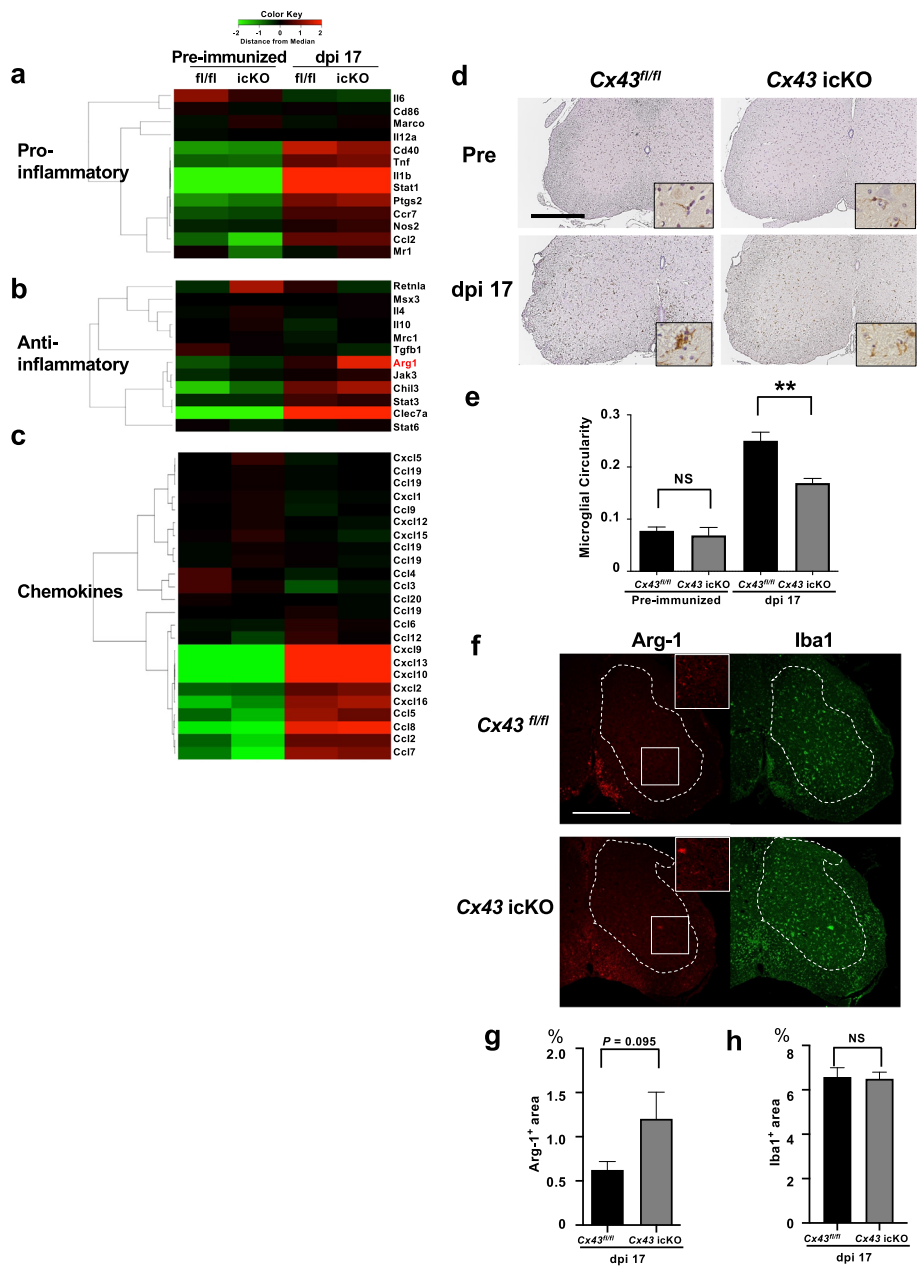 Color Key
-2 -1 0 1 2
Distance from Median
Pre-immunized dpi 17
fl/fl icKO fl/fl icKO
a
Pro-inflammatory
Il6
Cd86
Marco
Il12a
Cd40
Tnf
Il1b
Stat1
Ptgs2
Ccr7
Nos2
Ccl2
Mr1
b
Anti-inflammatory
Retnla
Msx3
Il4
Il10
Mrc1
Tgfb1
Arg1
Jak3
Chil3
Stat3
Clec7a
Stat6
c
Chemokines
Cxcl5
Ccl19
Ccl19
Cxcl1
Ccl9
Cxcl12
Cxcl15
Ccl19
Ccl19
Ccl4
Ccl3
Ccl20
Ccl19
Ccl6
Ccl12
Cxcl9
Cxcl13
Cxcl10
Cxcl2
Cxcl16
Ccl5
Ccl8
Ccl2
Ccl7
d
Cx43fl/fl Cx43 icKO
Pre
dpi 17
e
Microglial Circularity
0.3
0.2
0.1
0
NS
**
Cx43fl/fl Cx43 icKO Cx43fl/fl Cx43 icKO
Pre-immunized dpi 17
f
Arg-1 Iba1
Cx43 fl/fl
Cx43 icKO
g
%
Arg-1+ area
2.0
1.5
1.0
0.5
0
P = 0.095
Cx43fl/fl Cx43 icKO
dpi 17
h
%
Iba1+ area
8
6
4
2
0
NS
Cx43fl/fl Cx43 icKO
dpi 17